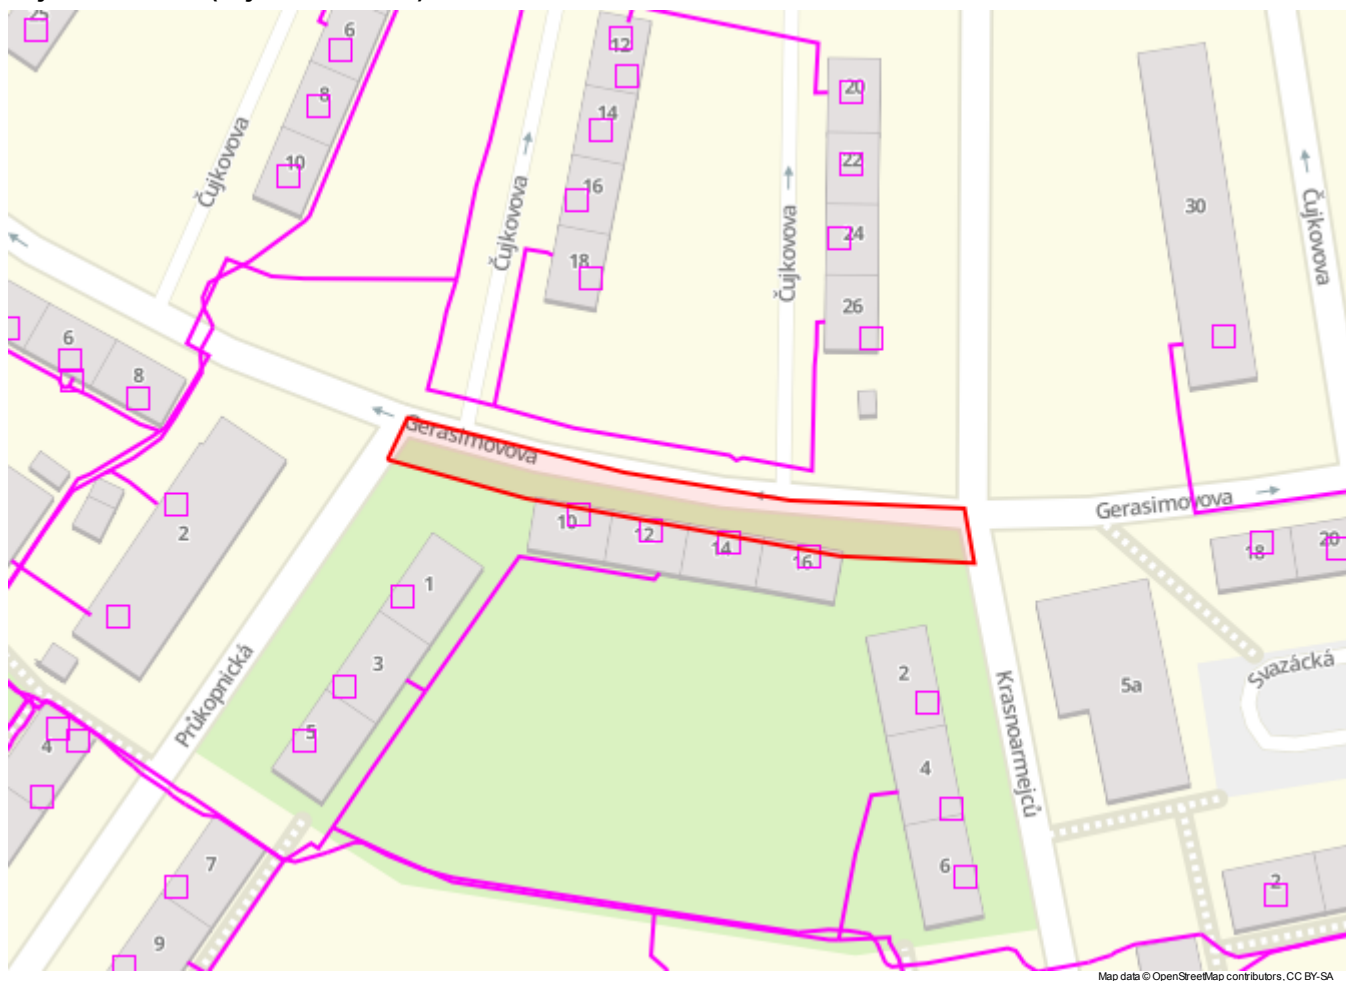 6
12
20
8
14
Čujkovova
10
22
16
Čujkovova
30
Čujkovova
Čujkovova
24
18
26
6
8
Gerasimovova
Gerasimovova
2
10
12
14
16
18
20
1
3
2
Svazácká
5a
Průkopnická
Krasnoarmejců
5
4
4
7
6
2
9
Map data © OpenStreetMap contributors, CC BY-SA